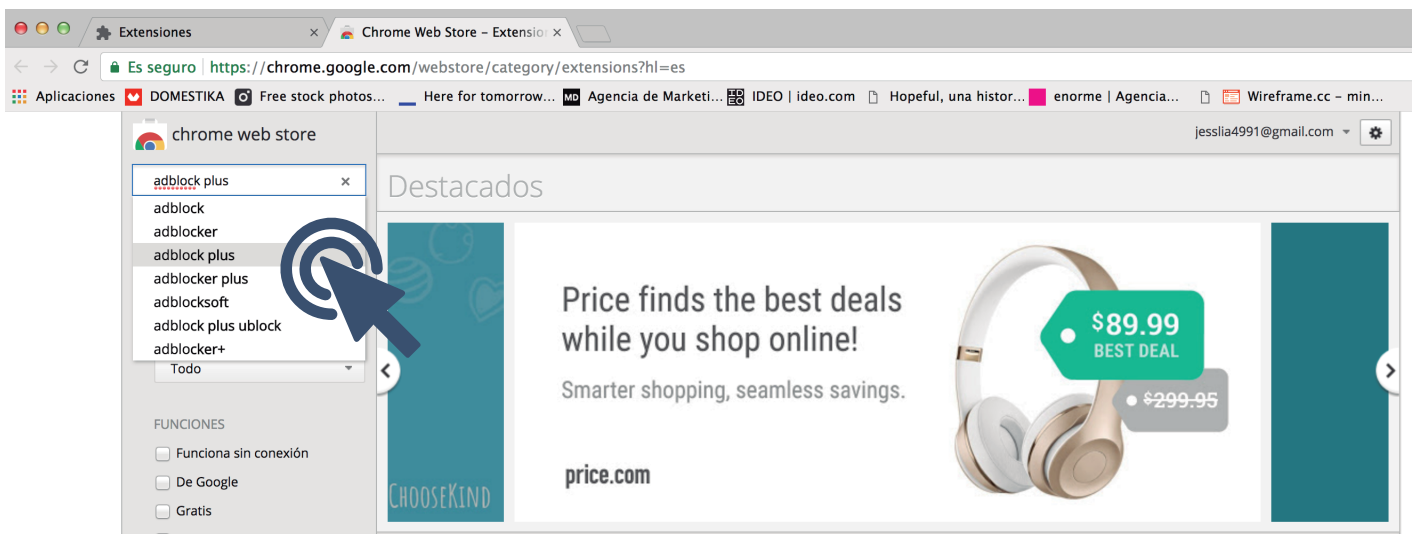 Extensiones
Chrome Web Store – Extension
Es seguro https://chrome.google.com/webstore/category/extensions?hl=es
Aplicaciones DOMESTIKA Free stock photos... Here for tomorrow... MD Agencia de Marketi... IDEO IDEO | ideo.com Hopeful, una histor... enorme | Agencia... Wireframe.cc – min...
chrome web store
jesslia4991@gmail.com
adblock plus
adblock
adblocker
adblock plus
adblocker plus
adblocksoft
adblock plus ublock
adblocker+
Todo
FUNCIONES
Funciona sin conexión
De Google
Gratis
Destacados
CHOOSEKIND
Price finds the best deals
while you shop online!
Smarter shopping, seamless savings.
price.com
$89.99
BEST DEAL
$299.95